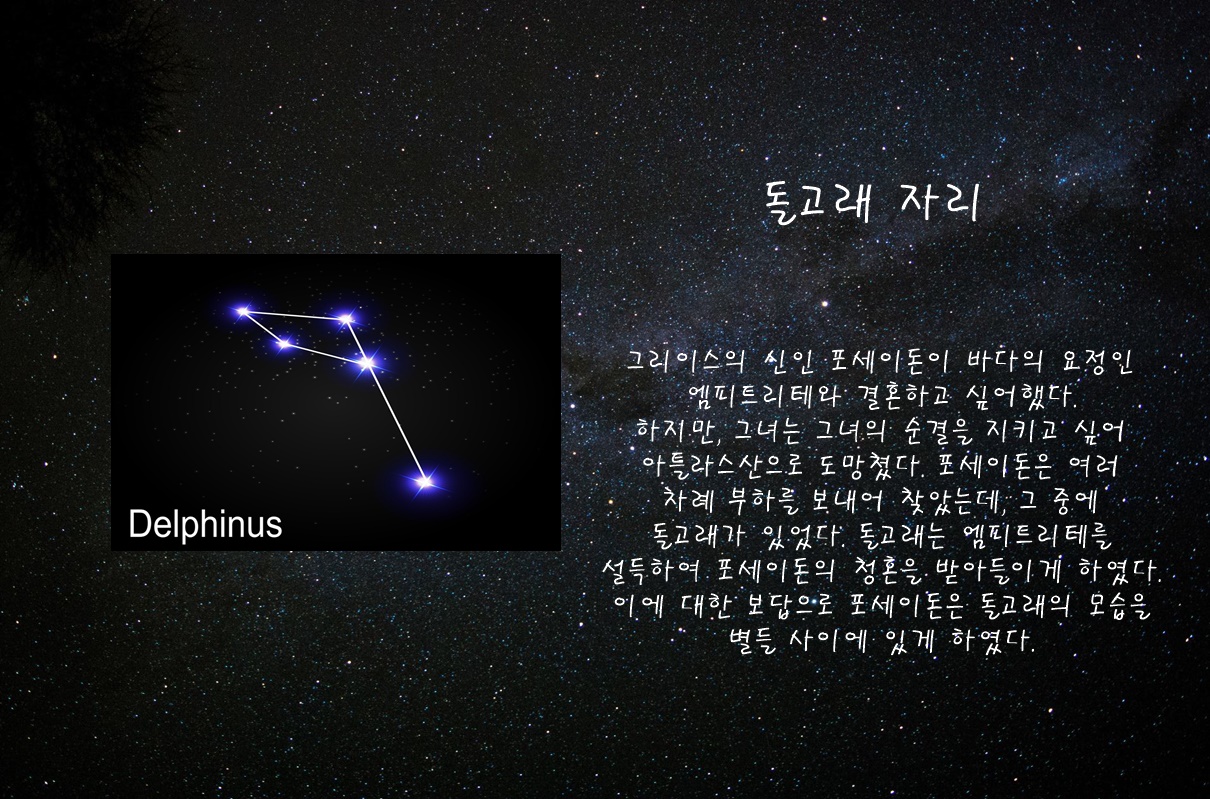 돌고래 자리
그리이스의 신인 포세이돈이 바다의 요정인
엠피트리테와 결혼하고 싶어했다.
하지만, 그녀는 그녀의 순결을 지키고 싶어
아틀라스산으로 도망쳤다. 포세이돈은 여러
차례 부하를 보내어 찾았는데, 그 중에
돌고래가 있었다. 돌고래는 엠피트리테를
설득하여 포세이돈의 청혼을 받아들이게 하였다.
이에 대한 보답으로 포세이돈은 돌고래의 모습을
별들 사이에 있게 하였다.
Delphinus